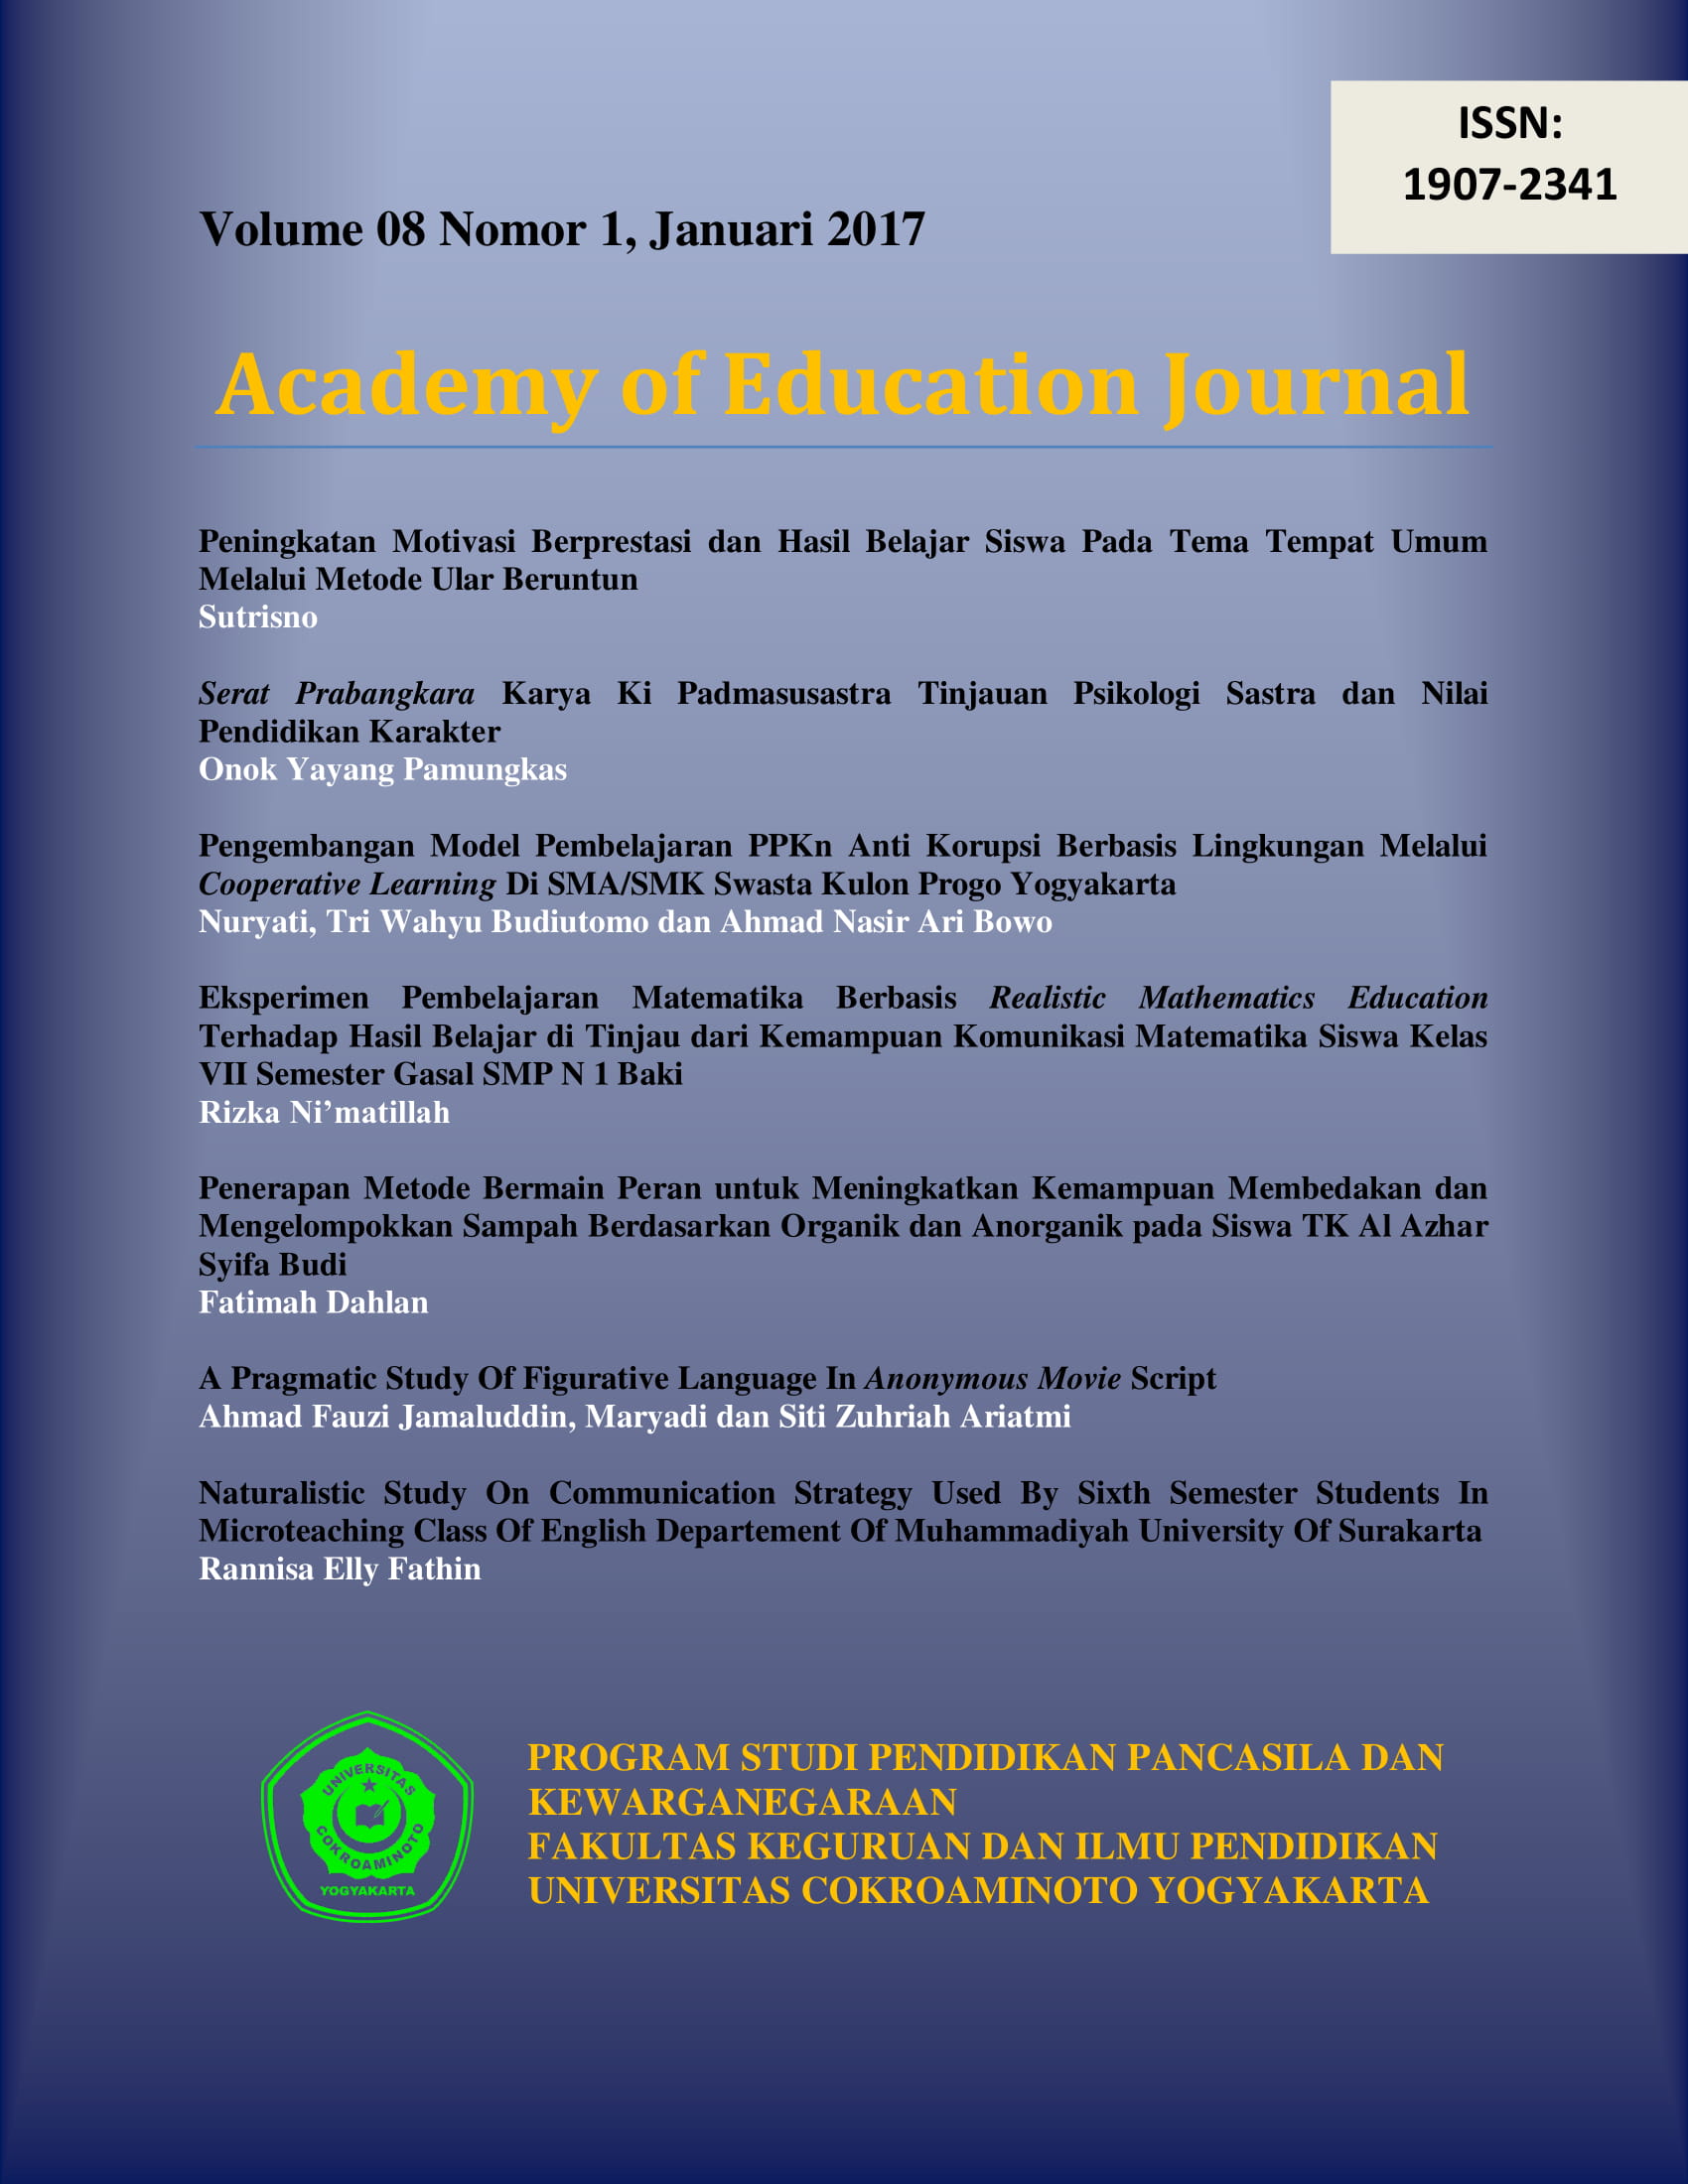 ISSN:
1907-2341
Volume 08 Nomor 1, Januari 2017
Academy of Education Journal
Peningkatan Motivasi Berprestasi dan Hasil Belajar Siswa Pada Tema Tempat Umum
Melalui Metode Ular Beruntun
Sutrisno
Serat Prabangkara Karya Ki Padmasusastra Tinjauan Psikologi Sastra dan Nilai
Pendidikan Karakter
Onok Yayang Pamungkas
Pengembangan Model Pembelajaran PPKn Anti Korupsi Berbasis Lingkungan Melalui
Cooperative Learning Di SMA/SMK Swasta Kulon Progo Yogyakarta
Nuryati, Tri Wahyu Budiutomo dan Ahmad Nasir Ari Bowo
Eksperimen Pembelajaran Matematika Berbasis Realistic Mathematics Education
Terhadap Hasil Belajar di Tinjau dari Kemampuan Komunikasi Matematika Siswa Kelas
VII Semester Gasal SMP N 1 Baki
Rizka Ni’matillah
Penerapan Metode Bermain Peran untuk Meningkatkan Kemampuan Membedakan dan
Mengelompokkan Sampah Berdasarkan Organik dan Anorganik pada Siswa TK Al Azhar
Syifa Budi
Fatimah Dahlan
A Pragmatic Study Of Figurative Language In Anonymous Movie Script
Ahmad Fauzi Jamaluddin, Maryadi dan Siti Zuhriah Ariatmi
Naturalistic Study On Communication Strategy Used By Sixth Semester Students In
Microteaching Class Of English Departement Of Muhammadiyah University Of Surakarta
Rannisa Elly Fathin
UNIVERSITAS
COKROAMINOTO
YOGYAKARTA
PROGRAM STUDI PENDIDIKAN PANCASILA DAN
KEWARGANEGARAAN
FAKULTAS KEGURUAN DAN ILMU PENDIDIKAN
UNIVERSITAS COKROAMINOTO YOGYAKARTA